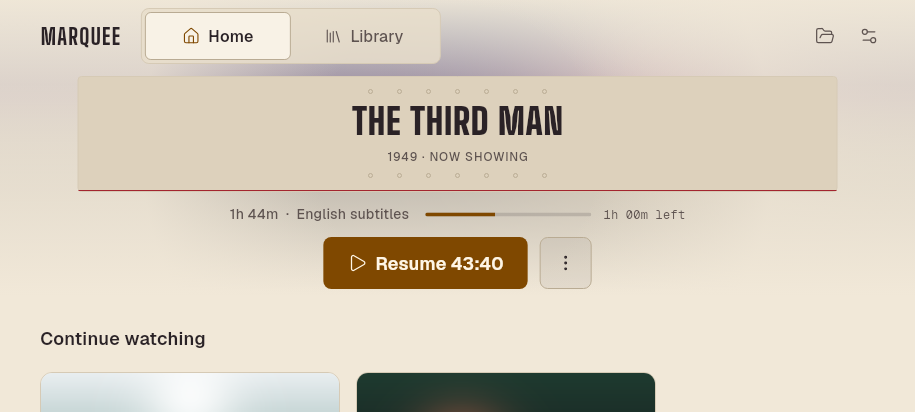 MARQUEE
Home
Library
THE THIRD MAN
1949 · NOW SHOWING
1h 44m · English subtitles
1h 00m left
Resume 43:40
Continue watching